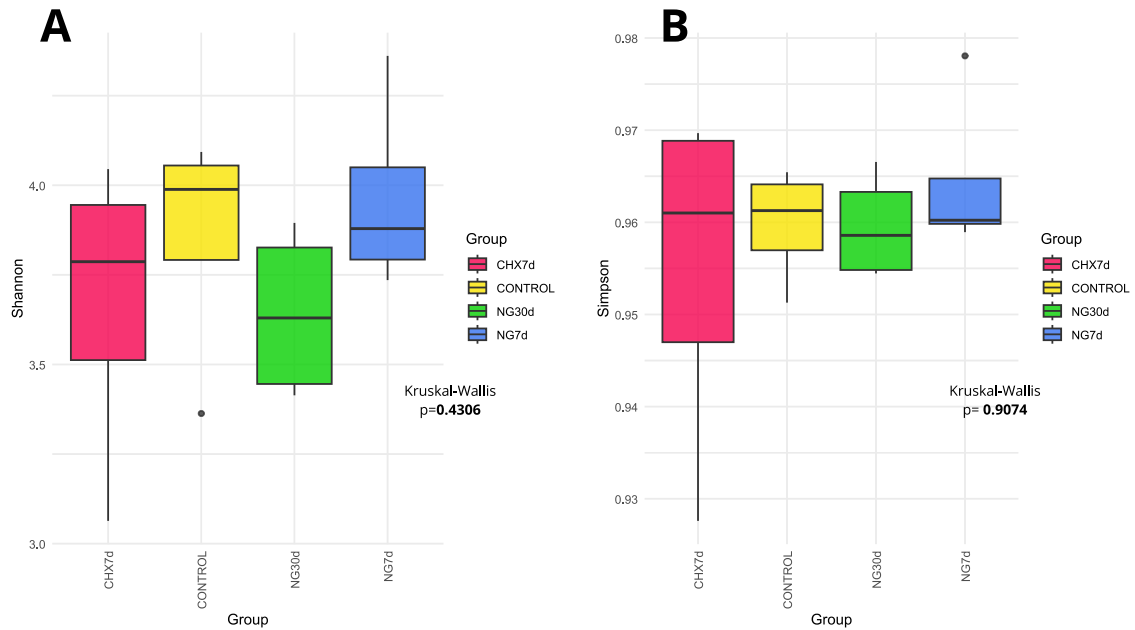 A
Shannon
4.0
3.5
3.0
CHX7d
CONTROL
NG30d
NG7d
Group
Group
CHX7d
CONTROL
NG30d
NG7d
Kruskal-Wallis
p=0.4306
B
Simpson
0.98
0.97
0.96
0.95
0.94
0.93
CHX7d
CONTROL
NG30d
NG7d
Group
Group
CHX7d
CONTROL
NG30d
NG7d
Kruskal-Wallis
p= 0.9074